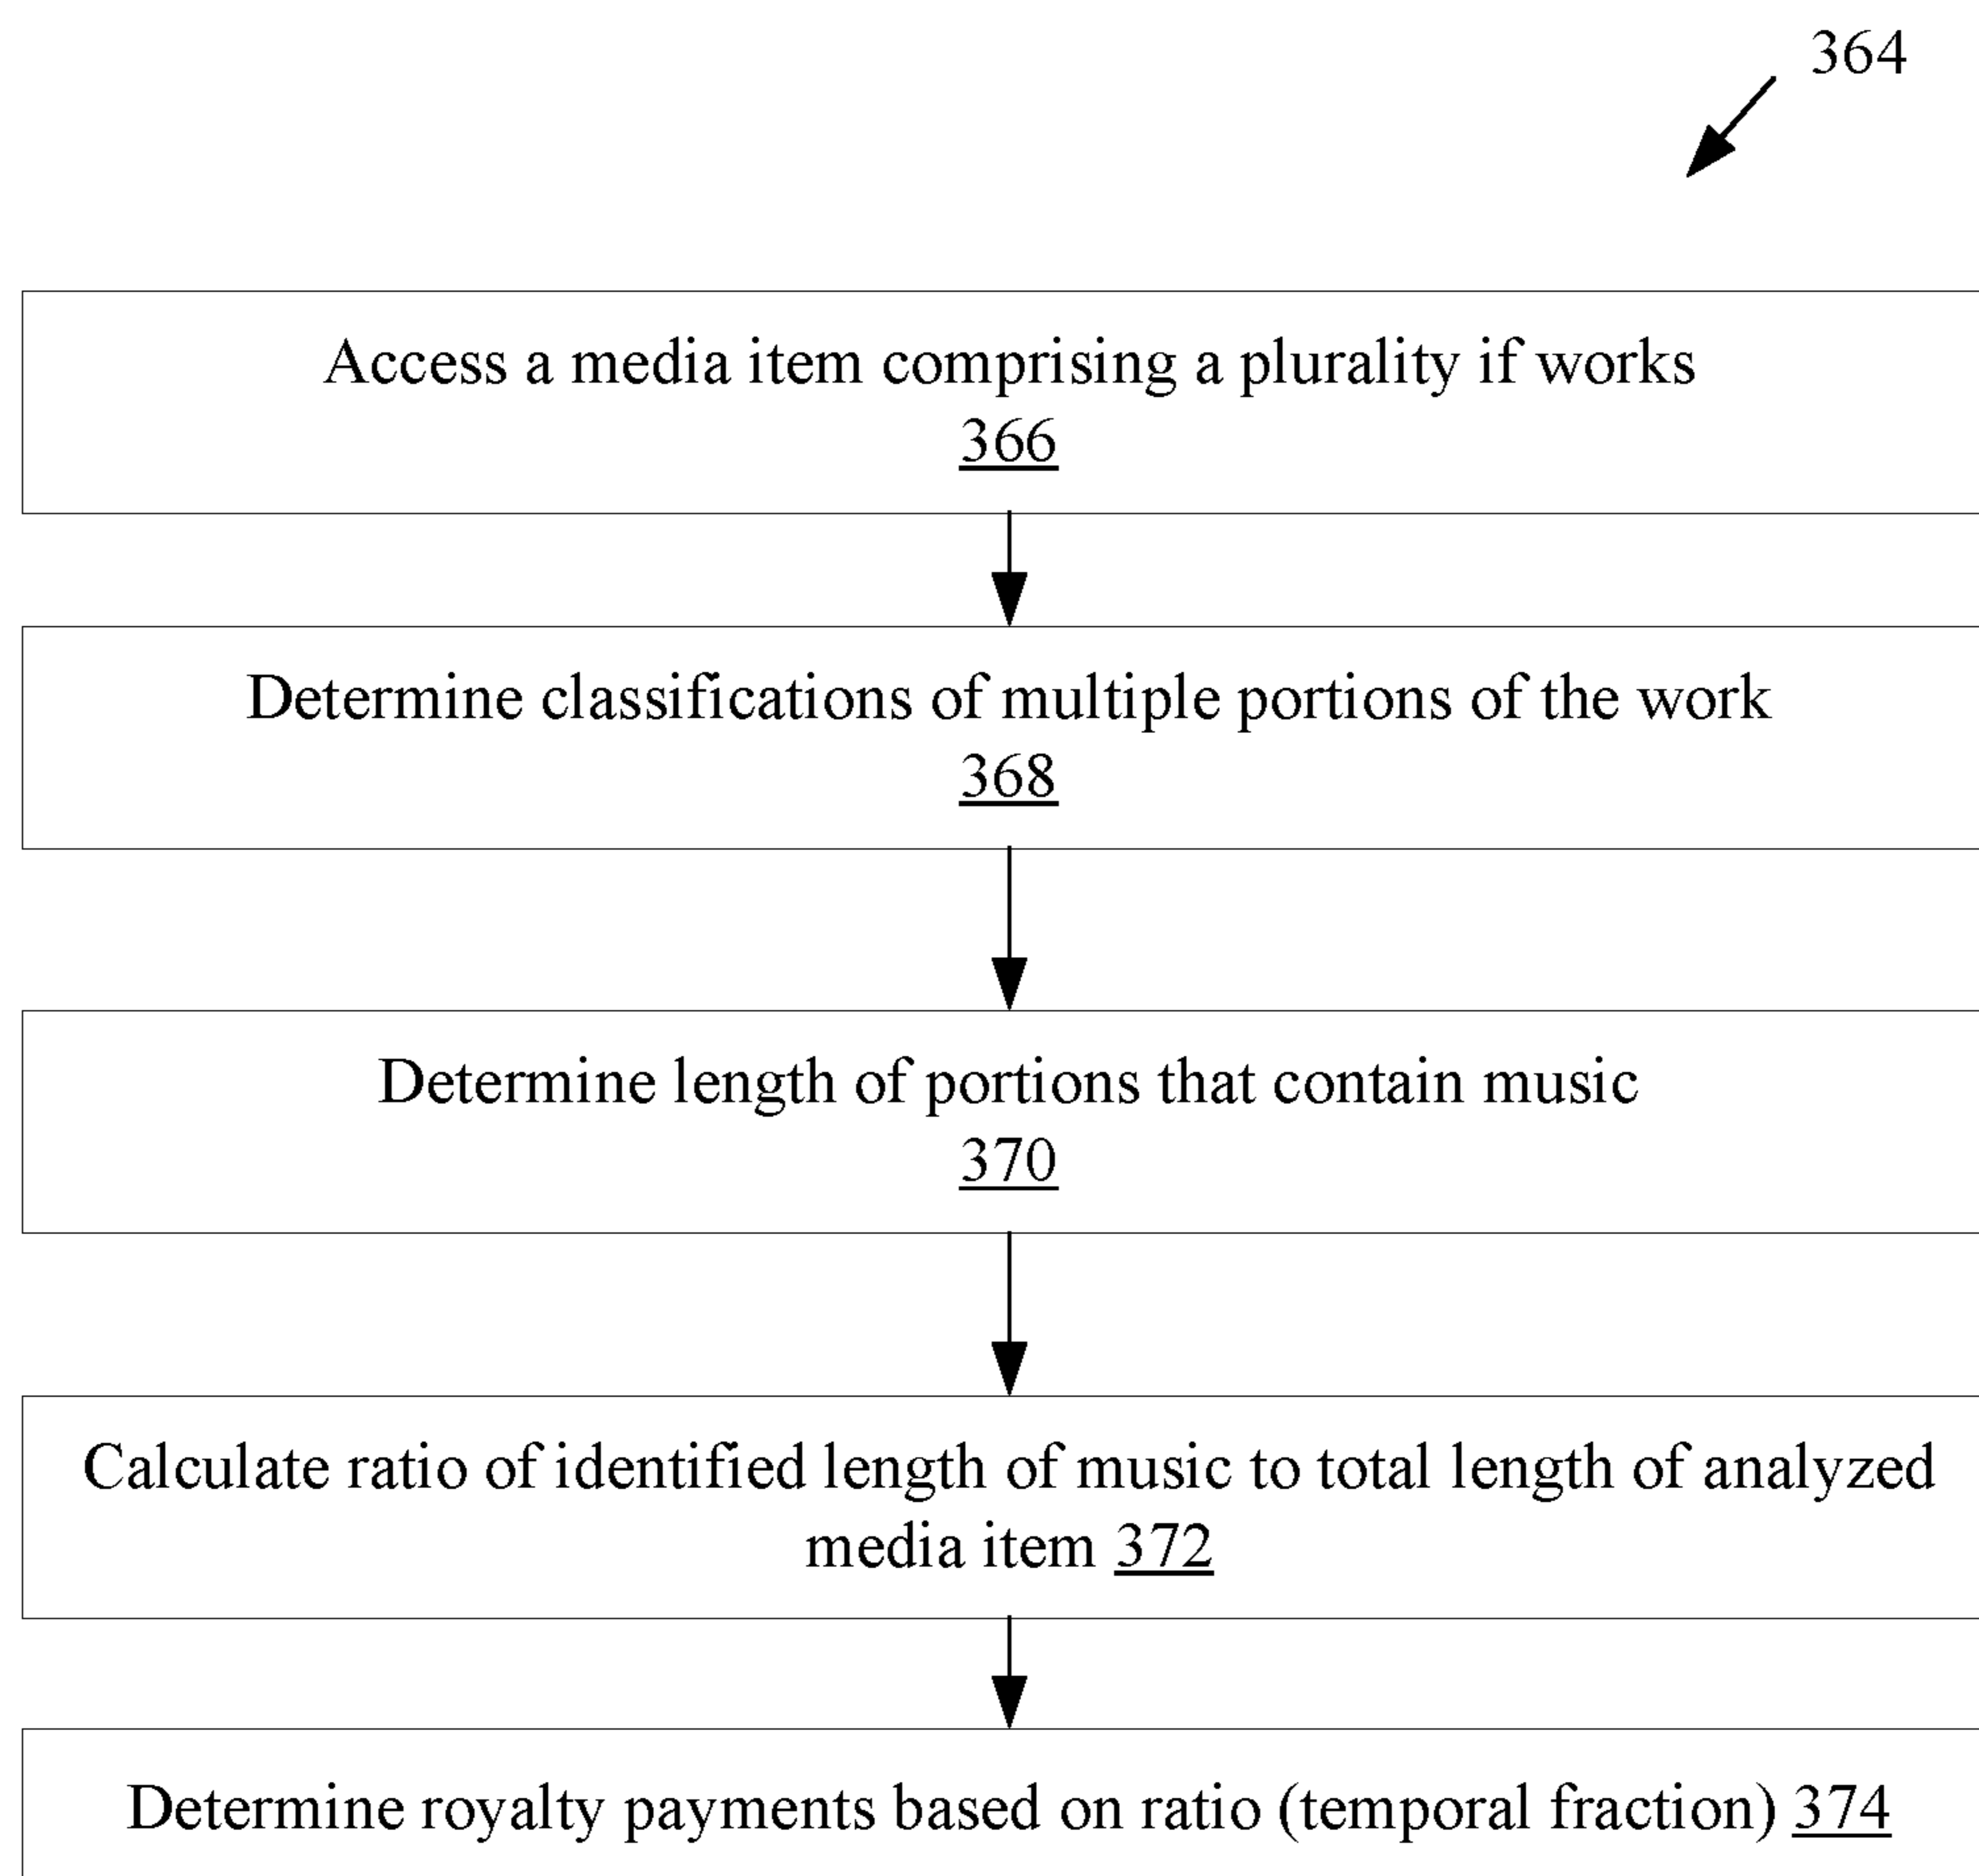 364
Access a media item comprising a plurality if works
366
Determine classifications of multiple portions of the work
368
Determine length of portions that contain music
370
Calculate ratio of identified length of music to total length of analyzed
media item 372
Determine royalty payments based on ratio (temporal fraction) 374